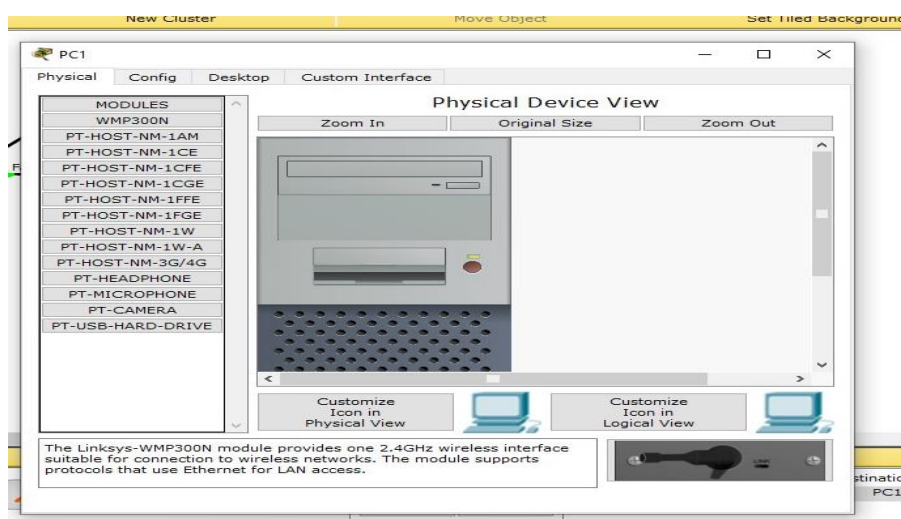 New Cluster
Move Object
Set Tiled Background
PC1
Physical
Config
Desktop
Custom Interface
MODULES
WMP300N
PT-HOST-NM-1AM
PT-HOST-NM-1CE
PT-HOST-NM-1CFE
PT-HOST-NM-1CGE
PT-HOST-NM-1FFE
PT-HOST-NM-1FGE
PT-HOST-NM-1W
PT-HOST-NM-1W-A
PT-HOST-NM-3G/4G
PT-HEADPHONE
PT-MICROPHONE
PT-CAMERA
PT-USB-HARD-DRIVE
Physical Device View
Zoom In
Original Size
Zoom Out
Customize
Icon in
Physical View
Customize
Icon in
Logical View
The Linksys-WMP300N module provides one 2.4GHz wireless interface
suitable for connection to wireless networks. The module supports
protocols that use Ethernet for LAN access.
LINK
PC1